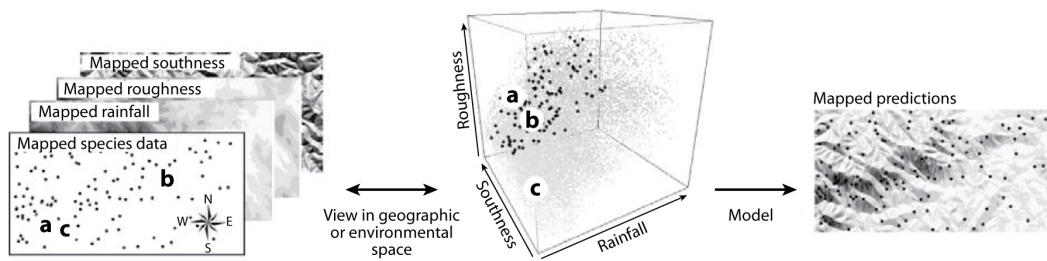 Mapped southness
Mapped roughness
Mapped rainfall
Mapped species data
b
a
c
N
W
E
S
View in geographic
or environmental
space
Roughness
a
b
c
Southness
Rainfall
Model
Mapped predictions